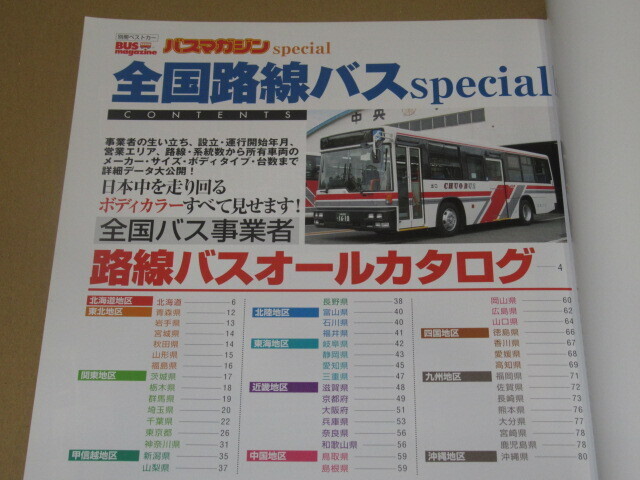 別冊ベストカー
BUS magazine
バスマガジン special
全国路線バスspecial
CONTENTS
事業者の生い立ち、設立・運行開始年月、
営業エリア、路線・系統数から所有車両の
メーカー・サイズ・ボディタイプ・台数まで
詳細データ大公開！
日本中を走り回る
ボディカラーすべて見せます！
全国バス事業者
路線バスオールカタログ 4
中央
chuo bus
北海道地区 北海道 6
東北地区 青森県 12
岩手県 13
宮城県 14
秋田県 14
山形県 15
福島県 16
関東地区 茨城県 17
栃木県 18
群馬県 19
埼玉県 20
千葉県 22
東京都 26
神奈川県 31
甲信越地区 新潟県 35
山梨県 37
長野県 38
北陸地区 富山県 40
石川県 40
福井県 41
東海地区 岐阜県 42
静岡県 43
愛知県 45
三重県 47
近畿地区 滋賀県 48
京都府 49
大阪府 51
兵庫県 53
奈良県 56
和歌山県 56
中国地区 鳥取県 59
島根県 59
岡山県 60
広島県 62
山口県 64
四国地区 徳島県 66
香川県 67
愛媛県 68
高知県 69
九州地区 福岡県 71
佐賀県 72
長崎県 73
熊本県 76
大分県 77
宮崎県 78
鹿児島県 78
沖縄地区 沖縄県 80